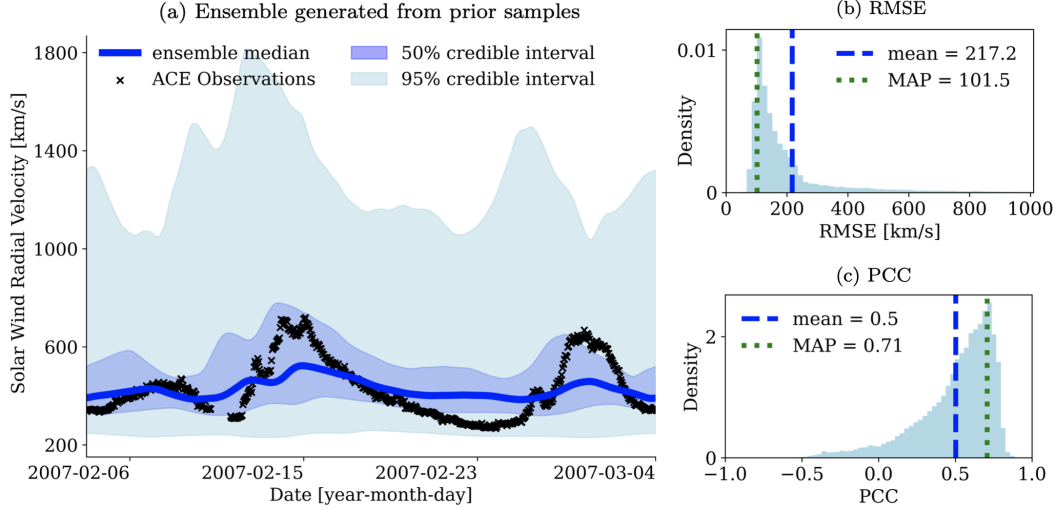 (a) Ensemble generated from prior samples
1800
1400
1000
600
200
Solar Wind Radial Velocity [km/s]
ensemble median
ACE Observations
50% credible interval
95% credible interval
2007-02-06
2007-02-15
2007-02-23
2007-03-04
Date [year-month-day]
(b) RMSE
0.01
0
Density
mean = 217.2
MAP = 101.5
0
200
400
600
800
1000
RMSE [km/s]
(c) PCC
2
0
Density
mean = 0.5
MAP = 0.71
−1.0
−0.5
0.0
0.5
1.0
PCC